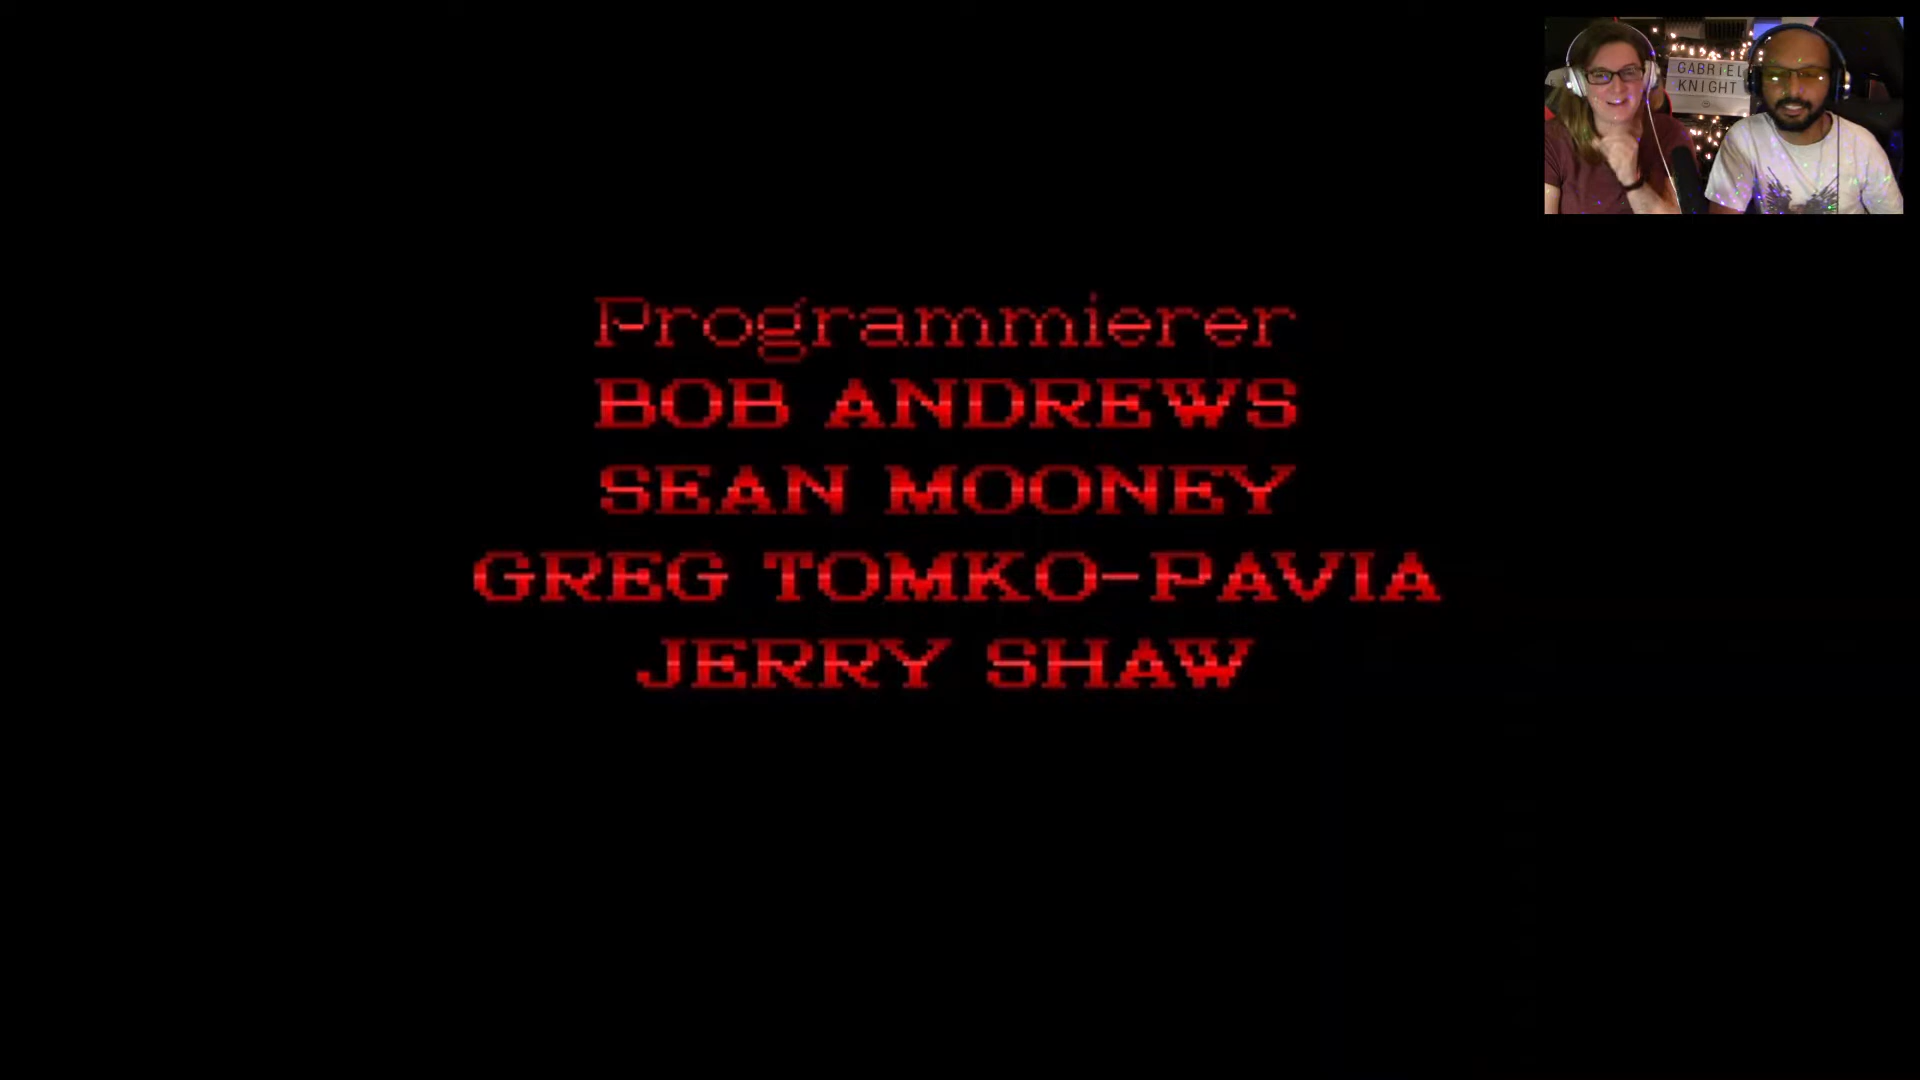 GABRIEL
KNIGHT
Programmierer
BOB ANDREWS
SEAN MOONEY
GREG TOMKO-PAVIA
JERRY SHAW